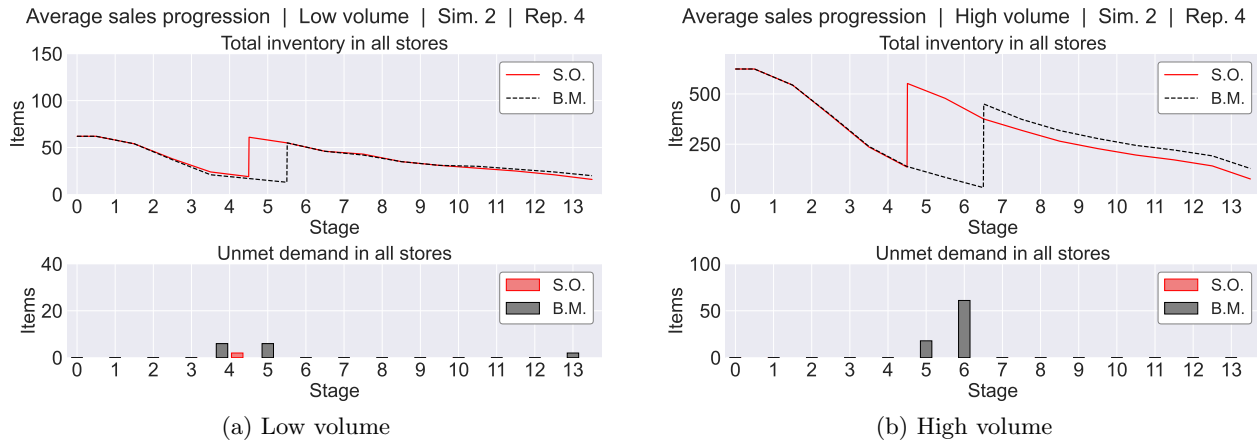 Average sales progression | Low volume | Sim. 2 | Rep. 4
Total inventory in all stores
150
100
50
0
Items
S.O.
B.M.
0 1 2 3 4 5 6 7 8 9 10 11 12 13
Stage
Unmet demand in all stores
40
20
0
Items
S.O.
B.M.
0 1 2 3 4 5 6 7 8 9 10 11 12 13
Stage
(a) Low volume
Average sales progression | High volume | Sim. 2 | Rep. 4
Total inventory in all stores
500
250
0
Items
S.O.
B.M.
0 1 2 3 4 5 6 7 8 9 10 11 12 13
Stage
Unmet demand in all stores
100
50
0
Items
S.O.
B.M.
0 1 2 3 4 5 6 7 8 9 10 11 12 13
Stage
(b) High volume